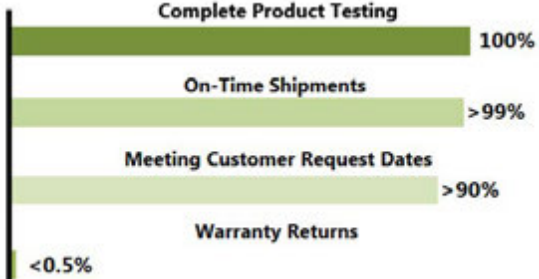 Complete Product Testing
100%
On-Time Shipments
>99%
Meeting Customer Request Dates
>90%
Warranty Returns
<0.5%